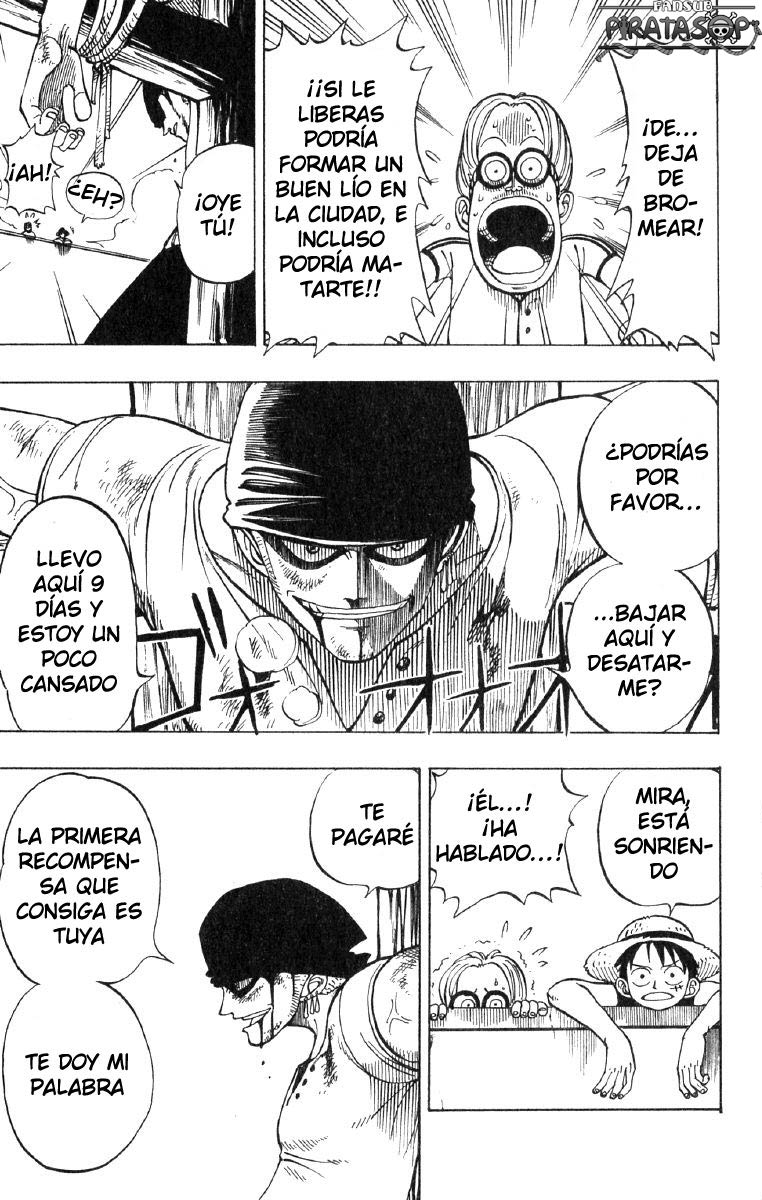 FANSUB
PIRATASOP
¡DE...
DEJA
DE
BRO-
MEAR!
¡¡SI LE
LIBERAS
PODRÍA
FORMAR UN
BUEN LÍO EN
LA CIUDAD, E
INCLUSO
PODRÍA MA-
TARTE!!
¡OYE
TÚ!
¿EH?
¡AH!
¿PODRÍAS
POR
FAVOR...
...BAJAR
AQUÍ Y
DESATAR-
ME?
LLEVO
AQUÍ 9
DÍAS Y
ESTOY UN
POCO
CANSADO
MIRA,
ESTÁ
SONRIEN-
DO
¡ÉL...!
¡HA
HABLADO...!
TE
PAGARÉ
LA PRIMERA
RECOMPEN-
SA QUE
CONSIGA ES
TUYA
TE DOY MI
PALABRA